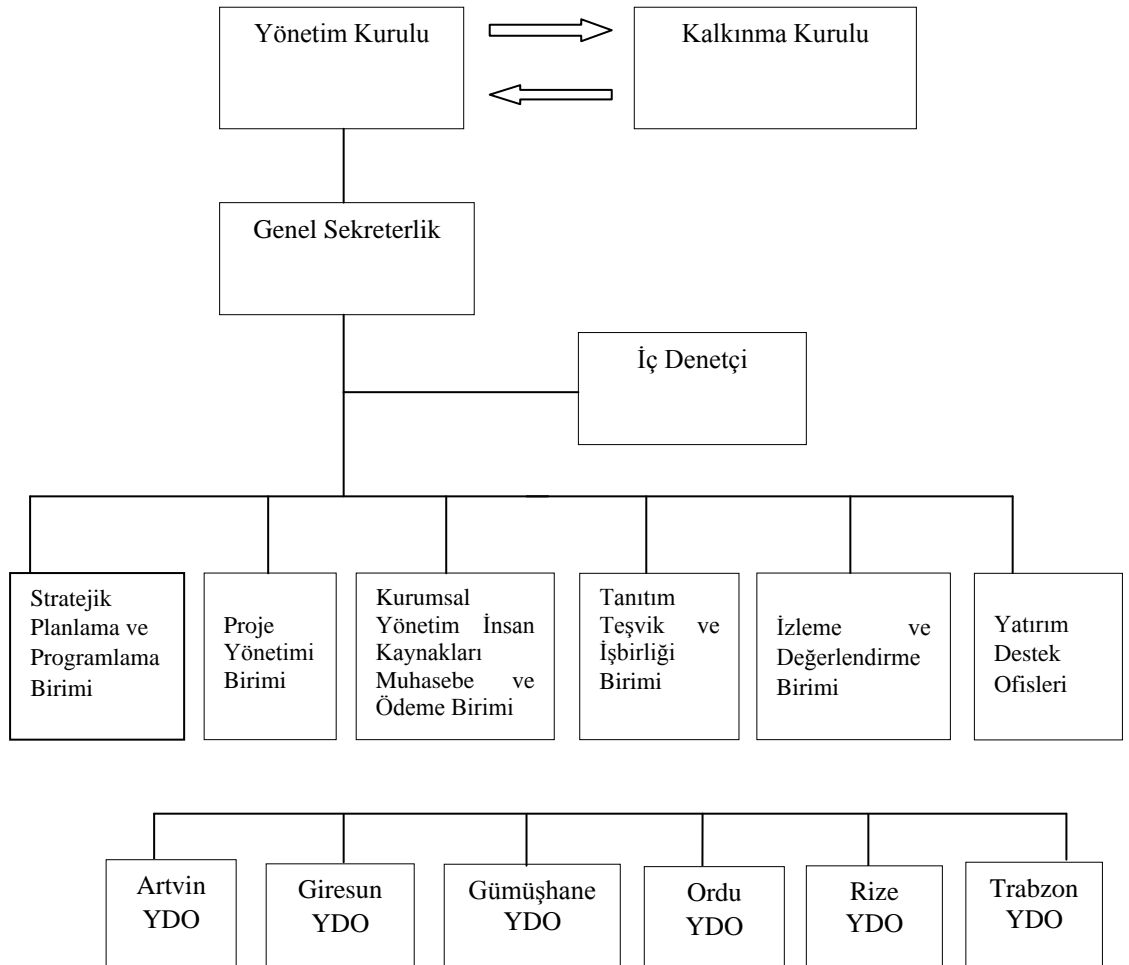 Yönetim Kurulu
Kalkınma Kurulu
Genel Sekreterlik
İç Denetçi
Stratejik
Planlama ve
Programlama
Birimi
Proje
Yönetimi
Birimi
Kurumsal
Yönetim İnsan
Kaynakları
Muhasebe ve
Ödeme Birimi
Tanıtım
Teşvik ve
İşbirliği
Birimi
İzleme ve
Değerlendirme
Birimi
Yatırım
Destek
Ofisleri
Artvin
YDO
Giresun
YDO
Gümüşhane
YDO
Ordu
YDO
Rize
YDO
Trabzon
YDO